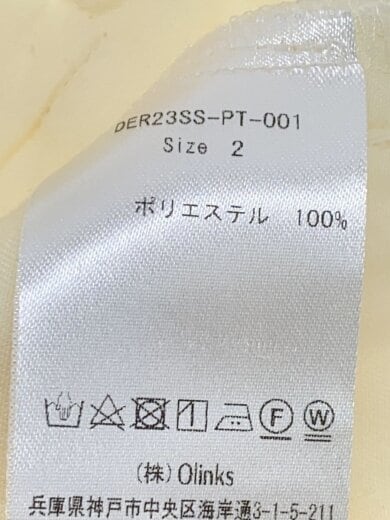 DER23SS-PT-001
Size 2
ポリエステル 100%
F W
(株) Olinks
兵庫県神戸市中央区海岸通3-1-5-211